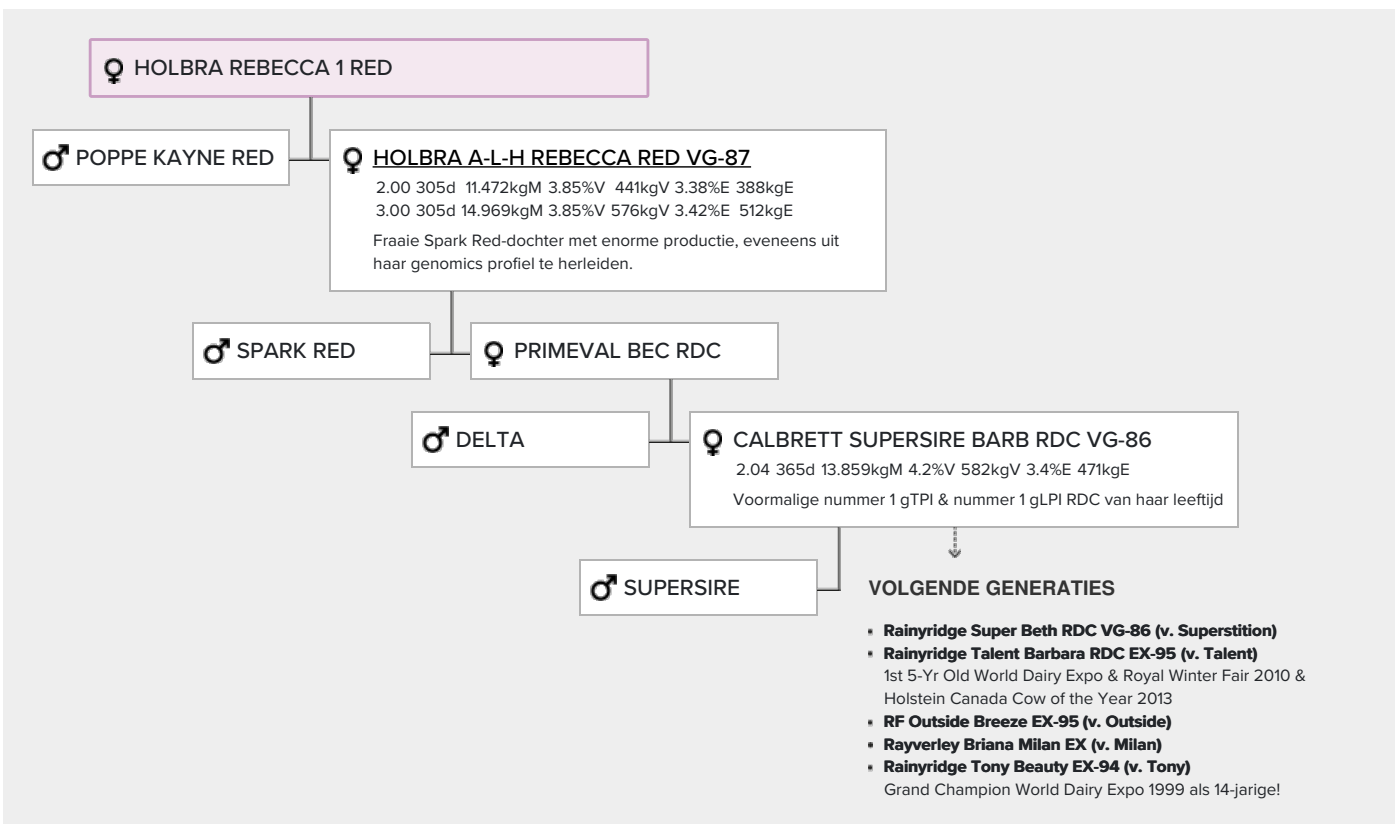 HOLBRA REBECCA 1 RED
POPPE KAYNE RED
HOLBRA A-L-H REBECCA RED VG-87
2.00 305d 11.472kgM 3.85%V 441kgV 3.38%E 388kgE
3.00 305d 14.969kgM 3.85%V 576kgV 3.42%E 512kgE
Fraaie Spark Red-dochter met enorme productie, eveneens uit
haar genomics profiel te herleiden.
SPARK RED
PRIMEVAL BEC RDC
DELTA
CALBRETT SUPERSIRE BARB RDC VG-86
2.04 365d 13.859kgM 4.2%V 582kgV 3.4%E 471kgE
Voormalige nummer 1 gTPI & nummer 1 gLPI RDC van haar leeftijd
SUPERSIRE
VOLGENDE GENERATIES
Rainyridge Super Beth RDC VG-86 (v. Superstition)
Rainyridge Talent Barbara RDC EX-95 (v. Talent)
1st 5-Yr Old World Dairy Expo & Royal Winter Fair 2010 &
Holstein Canada Cow of the Year 2013
RF Outside Breeze EX-95 (v. Outside)
Rayverley Briana Milan EX (v. Milan)
Rainyridge Tony Beauty EX-94 (v. Tony)
Grand Champion World Dairy Expo 1999 als 14-jarige!